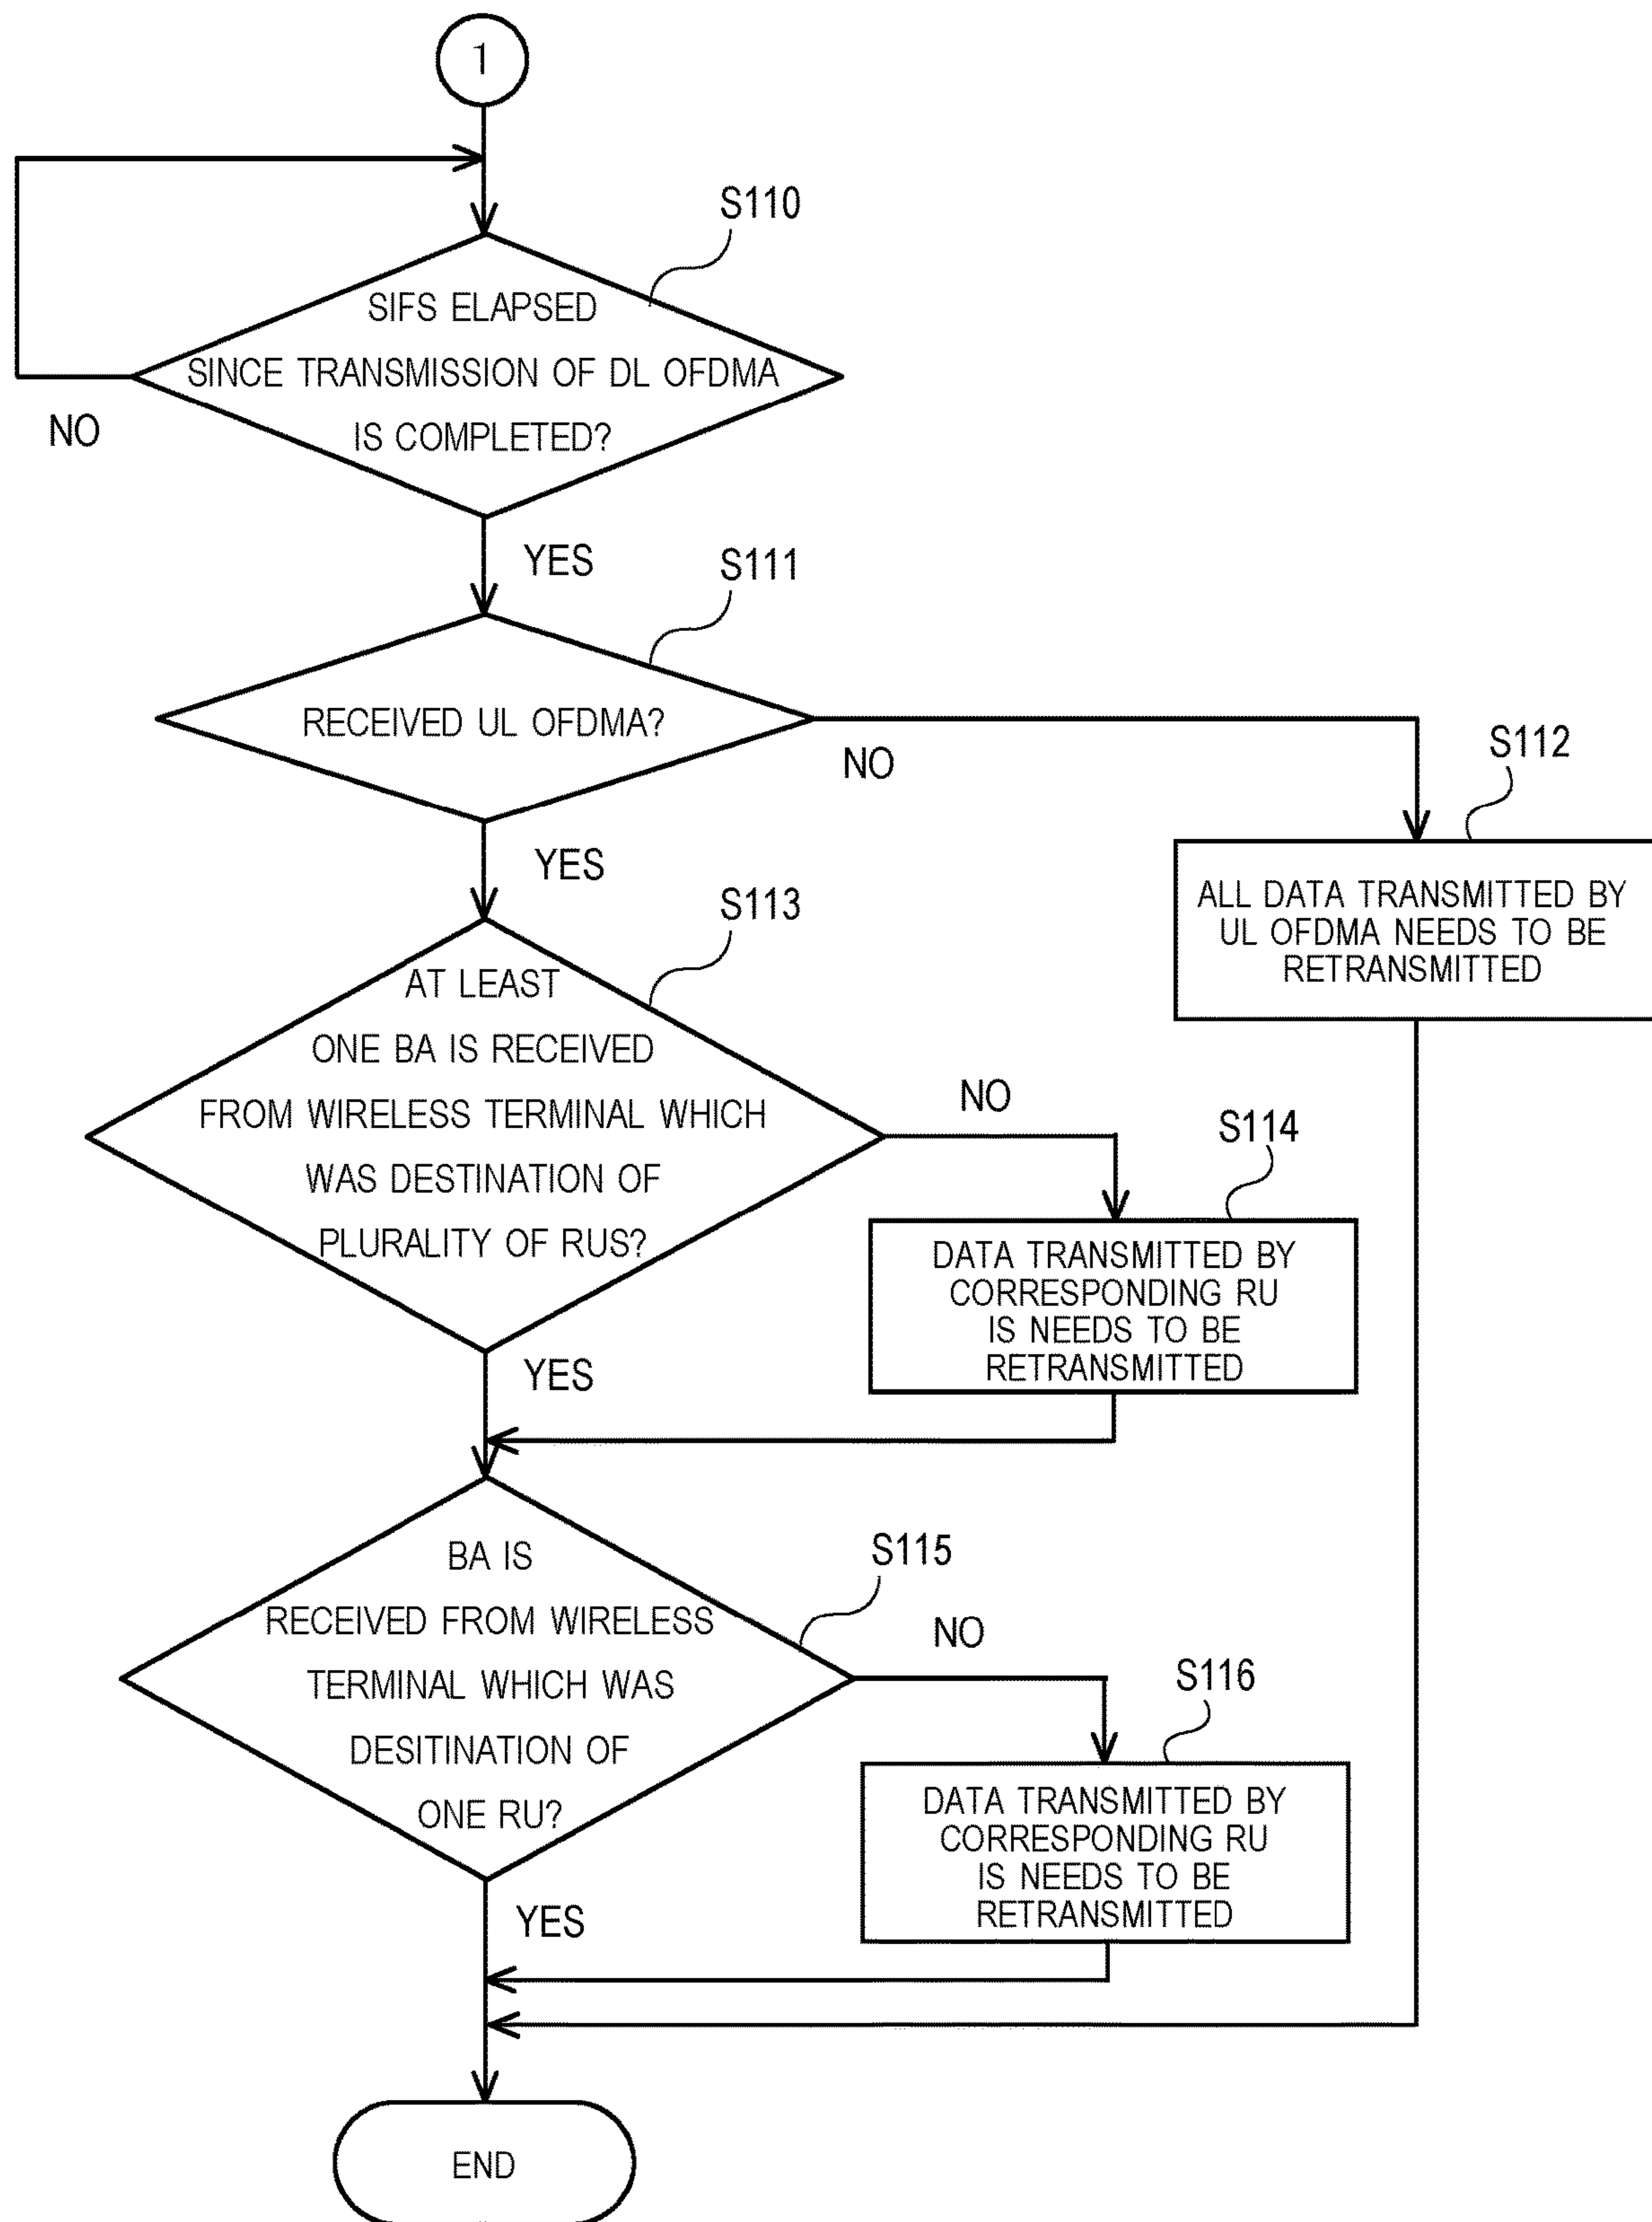 1
S110
SIFS ELAPSED
SINCE TRANSMISSION OF DL OFDMA
IS COMPLETED?
NO
YES
S111
RECEIVED UL OFDMA?
NO
S112
YES
ALL DATA TRANSMITTED BY
UL OFDMA NEEDS TO BE
RETRANSMITTED
S113
AT LEAST
ONE BA IS RECEIVED
FROM WIRELESS TERMINAL WHICH
WAS DESTINATION OF
PLURALITY OF RUS?
NO
S114
DATA TRANSMITTED BY
CORRESPONDING RU
IS NEEDS TO BE
RETRANSMITTED
YES
S115
BA IS
RECEIVED FROM WIRELESS
TERMINAL WHICH WAS
DESITINATION OF
ONE RU?
NO
S116
DATA TRANSMITTED BY
CORRESPONDING RU
IS NEEDS TO BE
RETRANSMITTED
YES
END